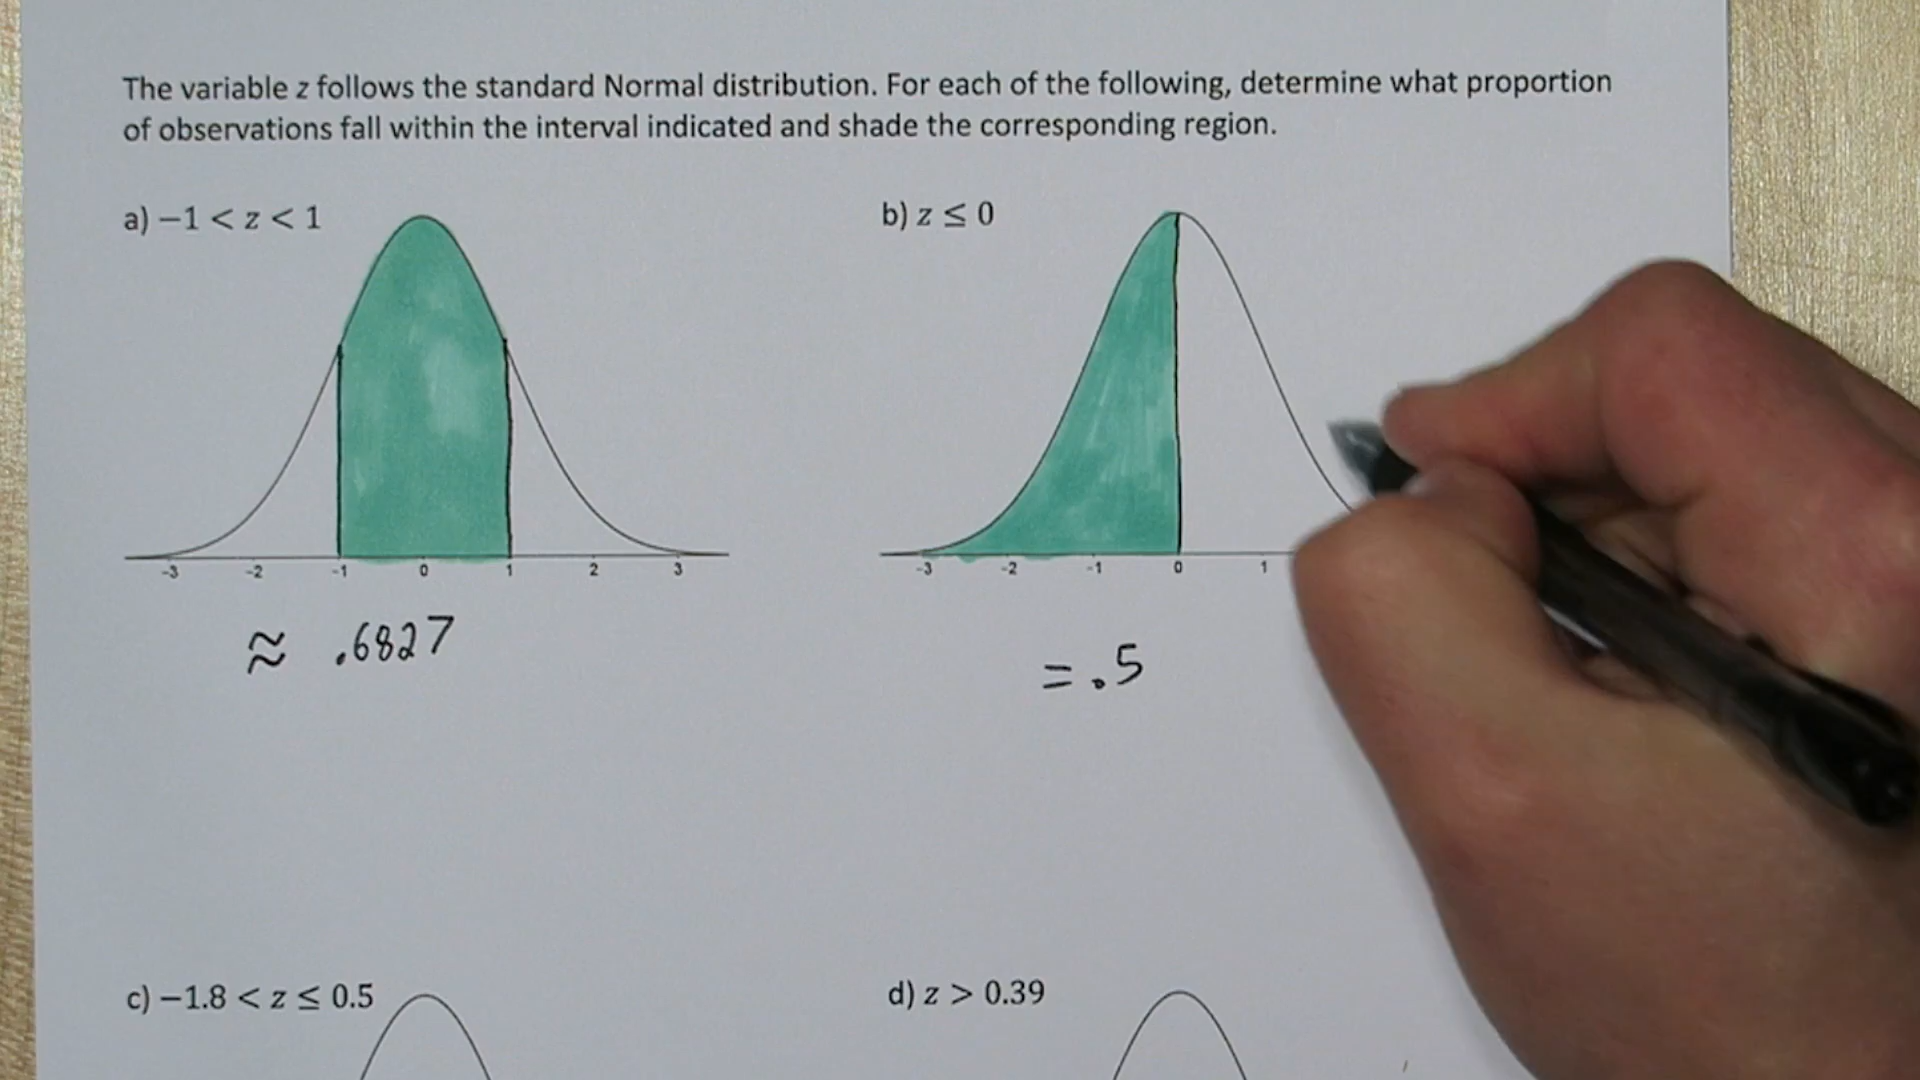 The variable z follows the standard Normal distribution. For each of the following, determine what proportion
of observations fall within the interval indicated and shade the corresponding region.
a) −1 < z < 1
b) z ≤ 0
-3 -2 -1 0 1 2 3
-3 -2 -1 0 1
≈ .6827
= .5
c) −1.8 < z ≤ 0.5
d) z > 0.39